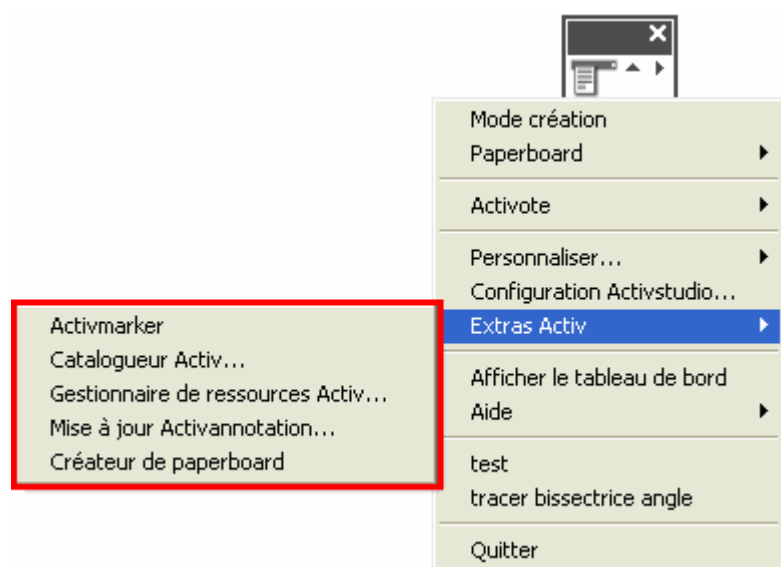 Mode création
Paperboard
Activote
Personnaliser...
Configuration Activstudio...
Extras Activ
Afficher le tableau de bord
Aide
test
tracer bissectrice angle
Quitter
Activmarker
Catalogueur Activ...
Gestionnaire de ressources Activ...
Mise à jour Activannotation...
Créateur de paperboard